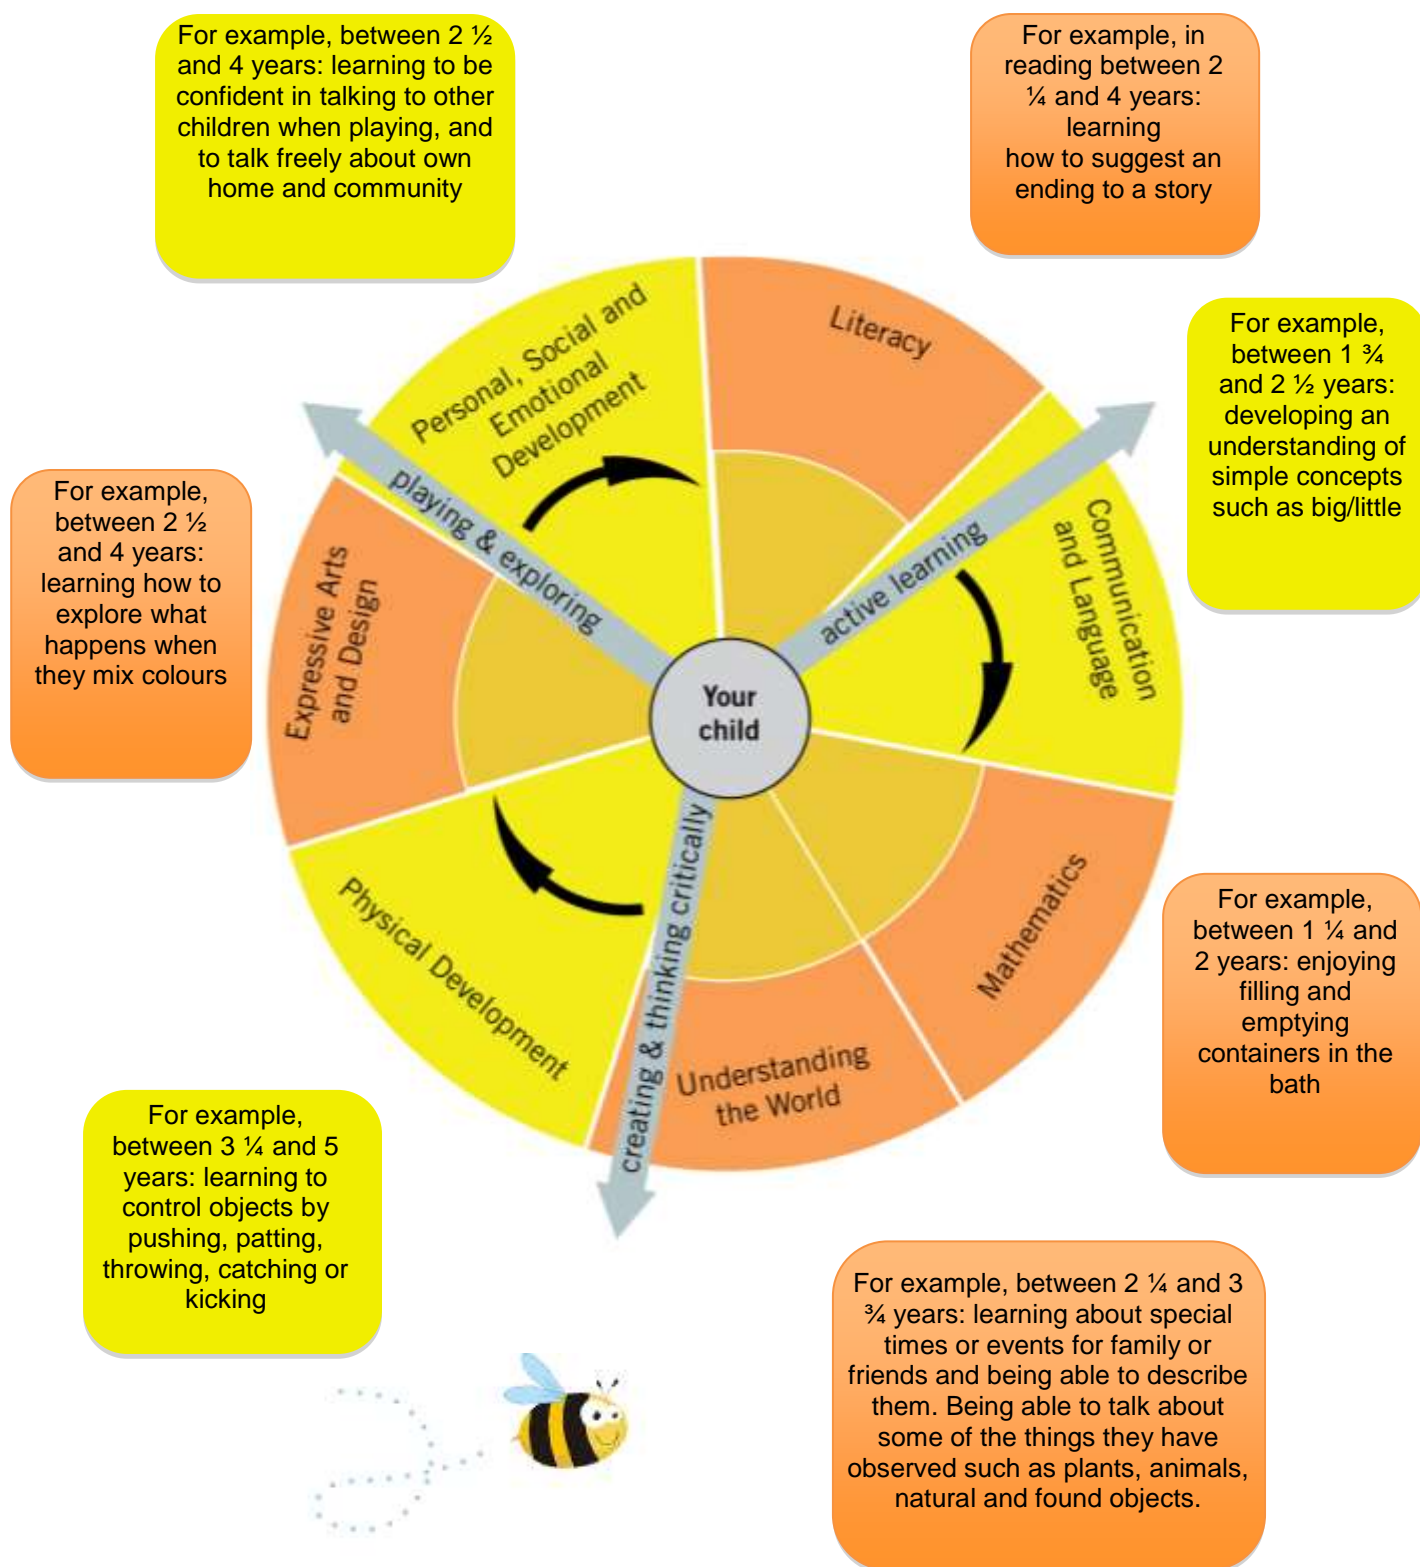 For example, between 2 ½
and 4 years: learning to be
confident in talking to other
children when playing, and
to talk freely about own
home and community
For example, in
reading between 2
¼ and 4 years:
learning
how to suggest an
ending to a story
For example,
between 1 ¾
and 2 ½ years:
developing an
understanding of
simple concepts
such as big/little
Personal, Social and
Emotional
Development
Literacy
Communication
and Language
playing & exploring
active learning
For example,
between 2 ½
and 4 years:
learning how to
explore what
happens when
they mix colours
Expressive Arts
and Design
Your
child
Physical Development
creating & thinking critically
Understanding
the World
Mathematics
For example,
between 1 ¼ and
2 years: enjoying
filling and
emptying
containers in the
bath
For example,
between 3 ¼ and 5
years: learning to
control objects by
pushing, patting,
throwing, catching or
kicking
For example, between 2 ¼ and 3
¾ years: learning about special
times or events for family or
friends and being able to describe
them. Being able to talk about
some of the things they have
observed such as plants, animals,
natural and found objects.